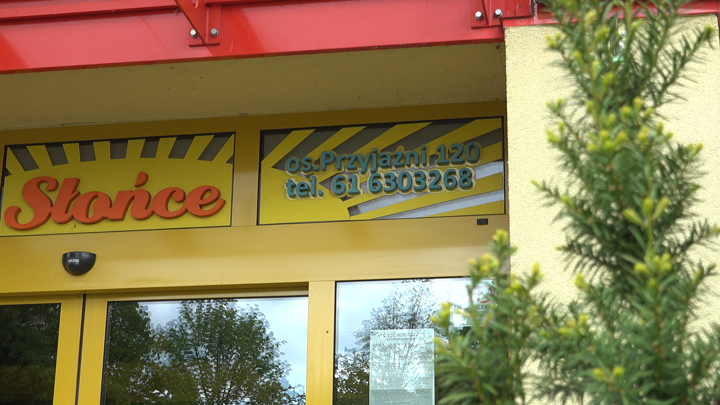 Słońce
os. Przyjaźni 120
tel. 61 6303268